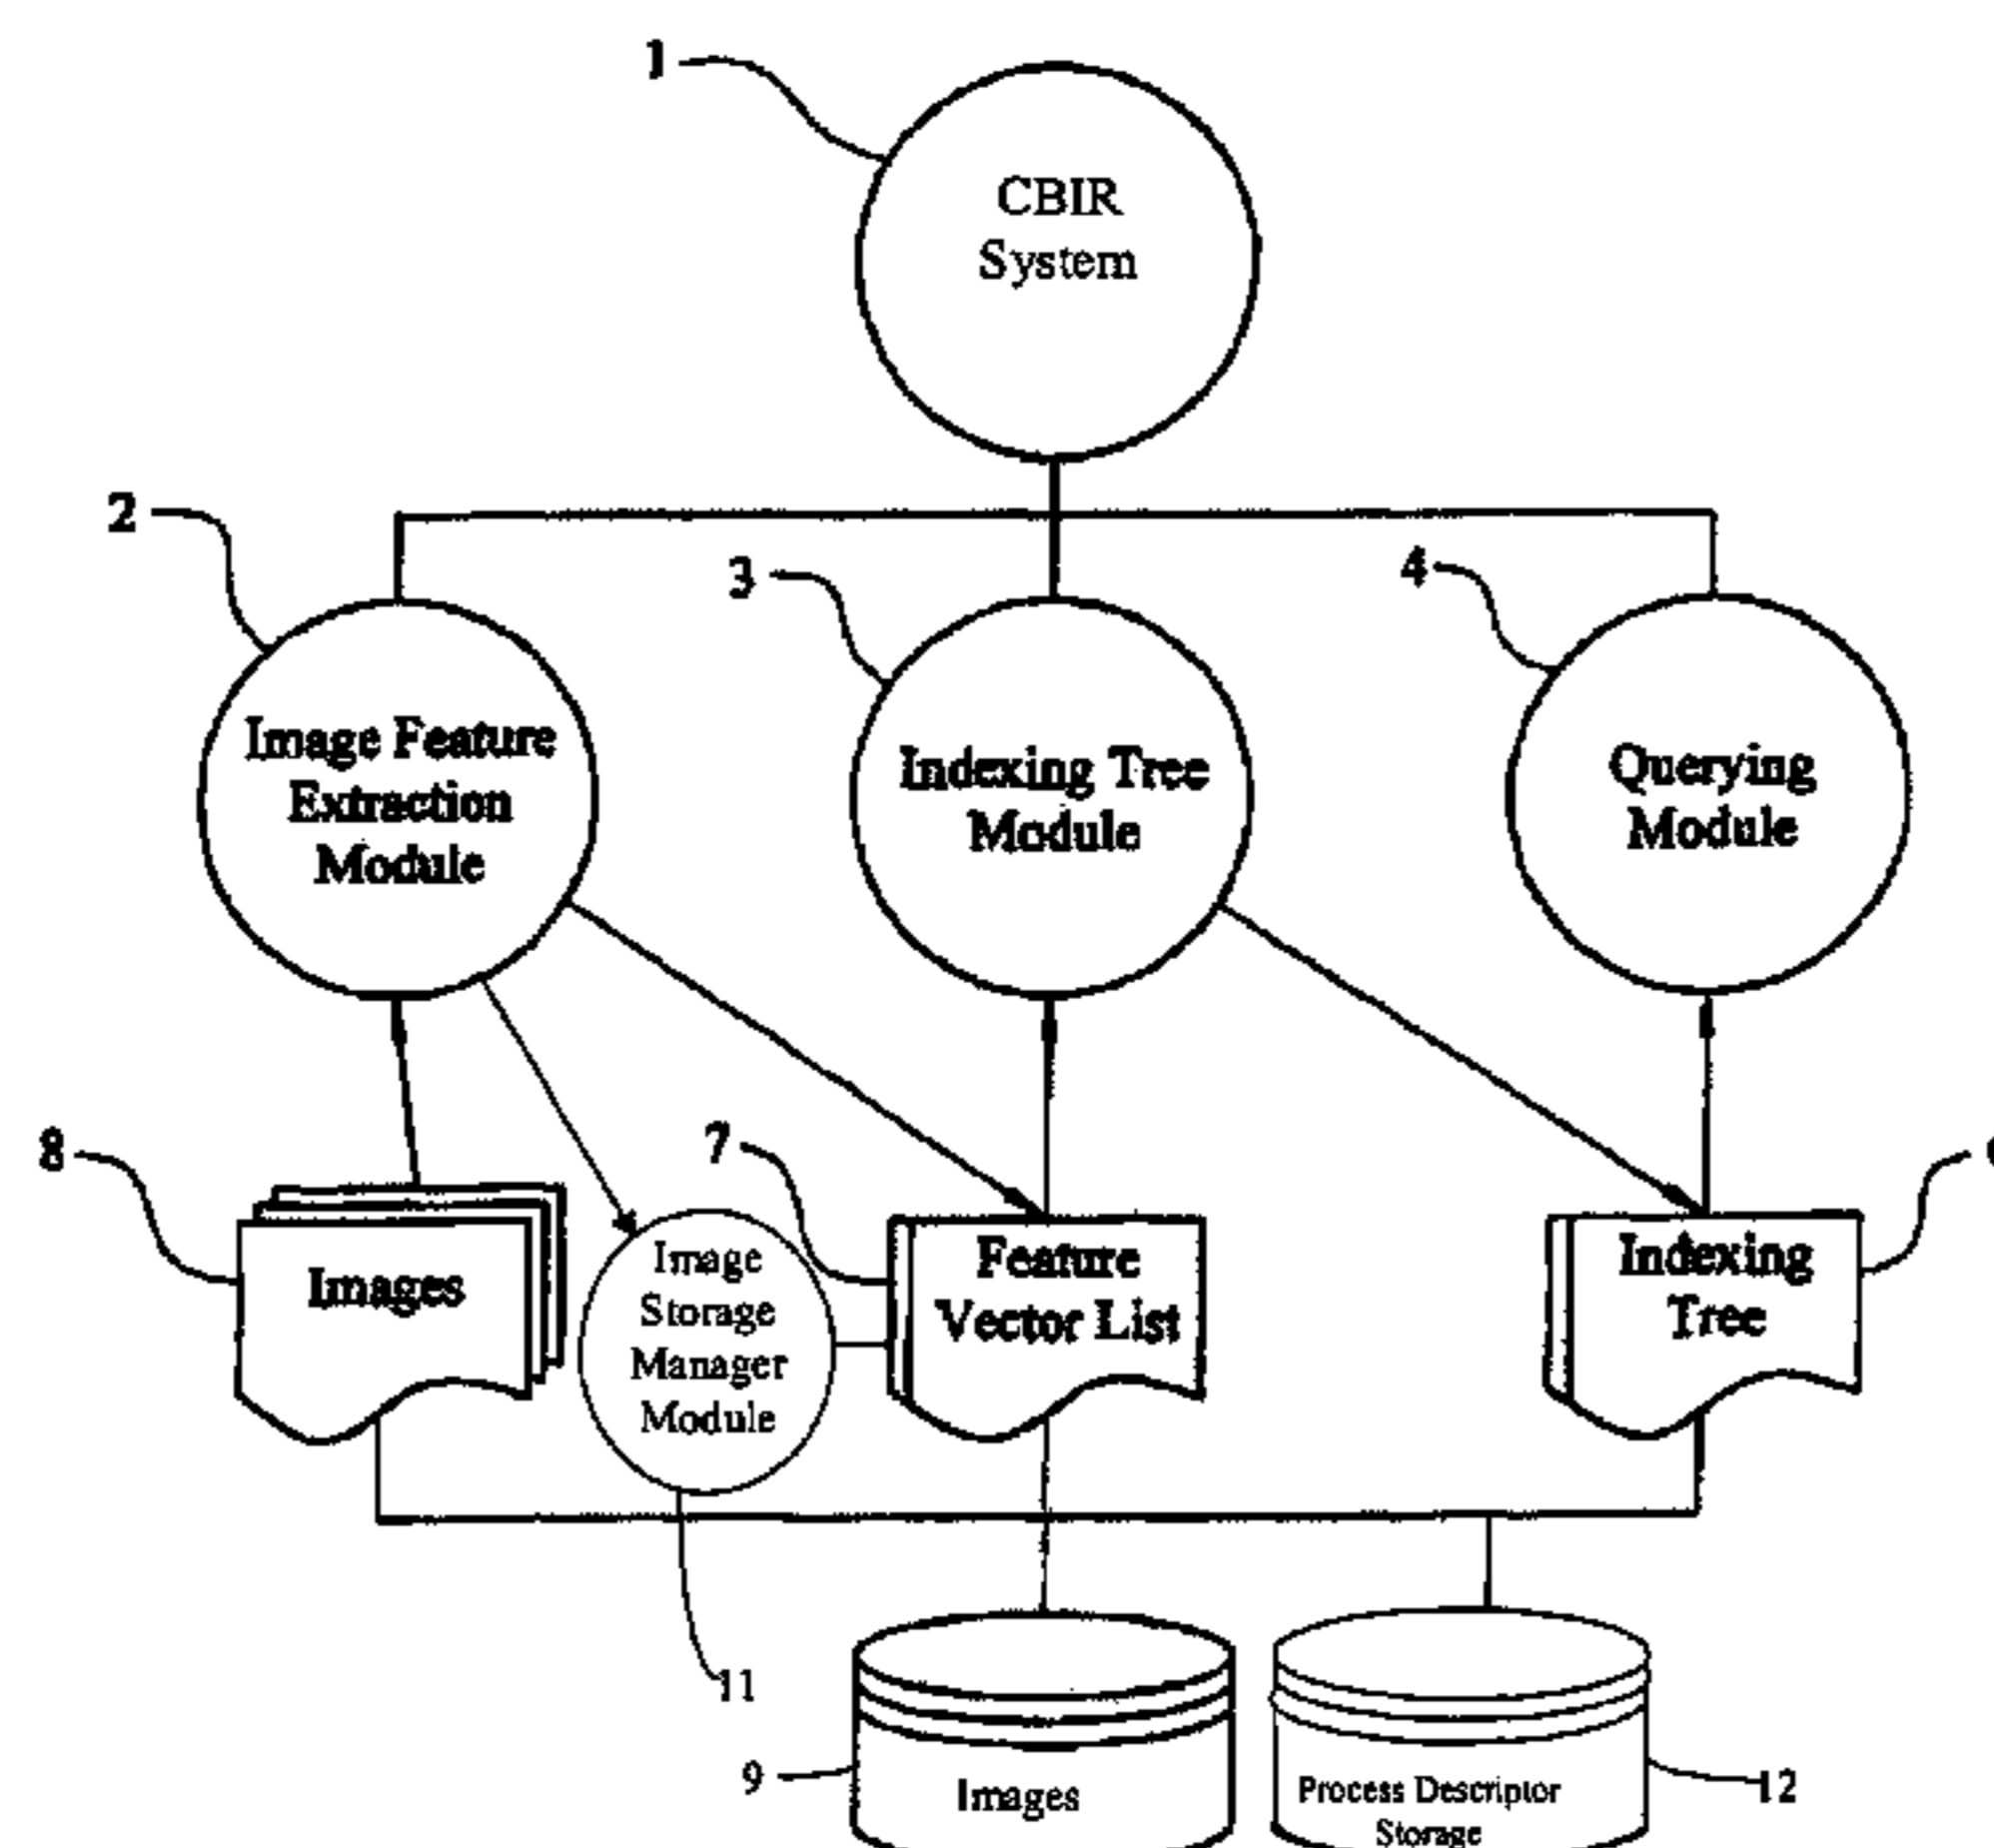 1
CBIR
System
2
3
4
Image Feature
Extraction
Module
Indexing Tree
Module
Querying
Module
8
7
Images
Image
Storage
Manager
Module
Feature
Vector List
Indexing
Tree
11
9
Images
Process Descriptor
Storage
12